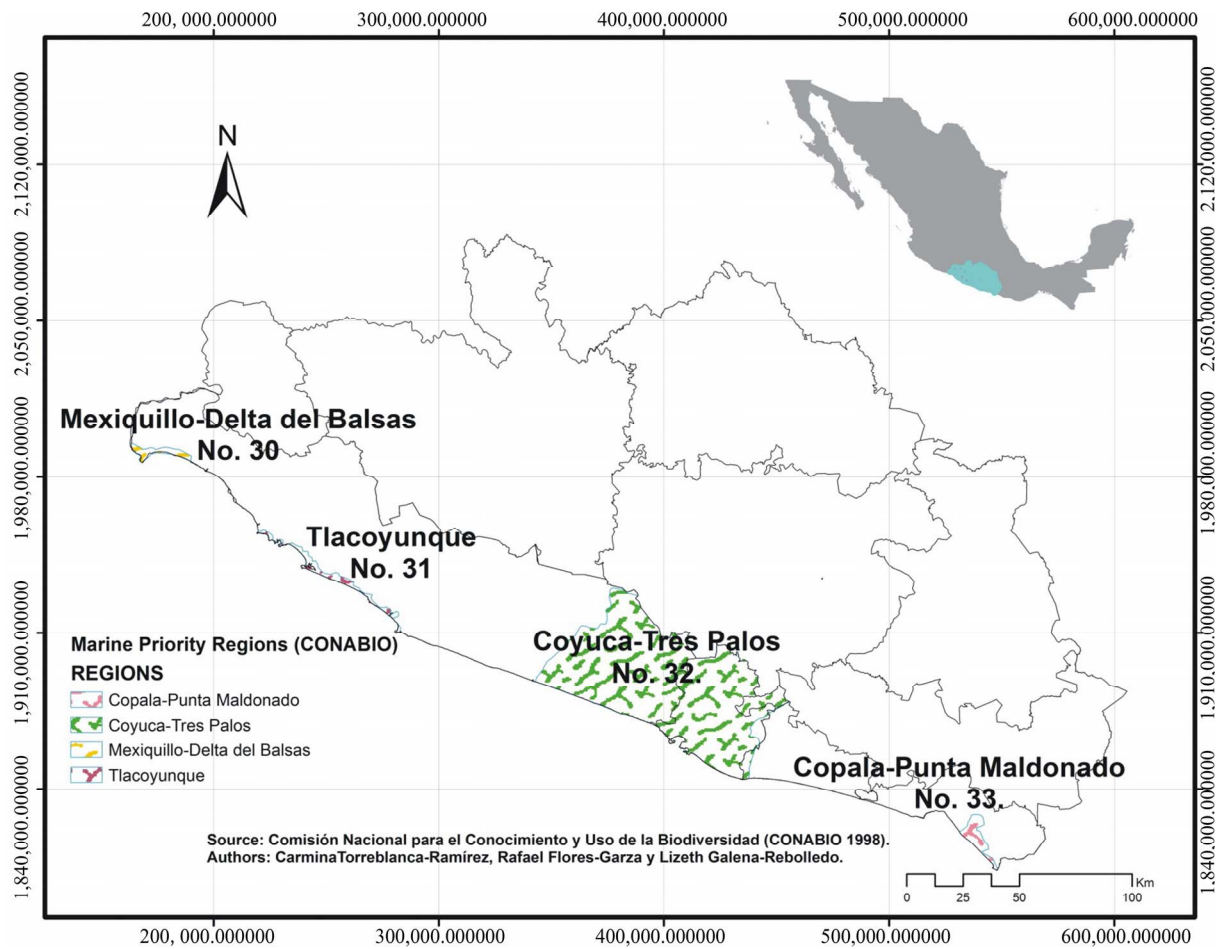 200, 000.000000 300,000.000000 400,000.000000 500,000.000000 600,000.000000
2,120,000.000000
2,050,000.000000
1,980,000.000000
1,910,000.000000
1,840,000.000000
N
Mexiquillo-Delta del Balsas
No. 30
Tlacoyunque
No. 31
Coyuca-Tres Palos
No. 32.
Copala-Punta Maldonado
No. 33.
Marine Priority Regions (CONABIO)
REGIONS
Copala-Punta Maldonado
Coyuca-Tres Palos
Mexiquillo-Delta del Balsas
Tlacoyunque
Source: Comisión Nacional para el Conocimiento y Uso de la Biodiversidad (CONABIO 1998).
Authors: CarminaTorreblanca-Ramírez, Rafael Flores-Garza y Lizeth Galena-Rebolledo.
Km
0 25 50 100
2,120,000.000000
2,050,000.000000
1,980,000.000000
1,910,000.000000
1,840,000.000000
200, 000.000000 300,000.000000 400,000.000000 500,000.000000 600,000.000000